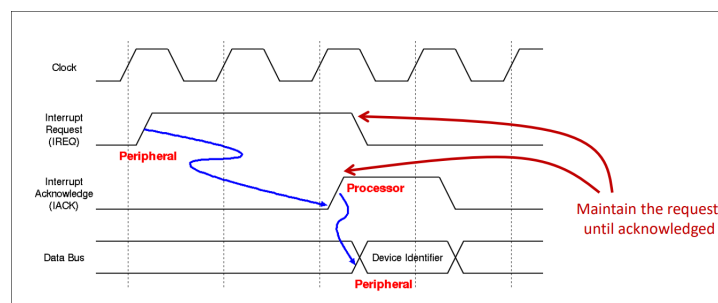 Clock
Interrupt
Request
(IREQ)
Peripheral
Interrupt
Acknowledge
(IACK)
Processor
Maintain the request
until acknowledged
Data Bus
Device Identifier
Peripheral